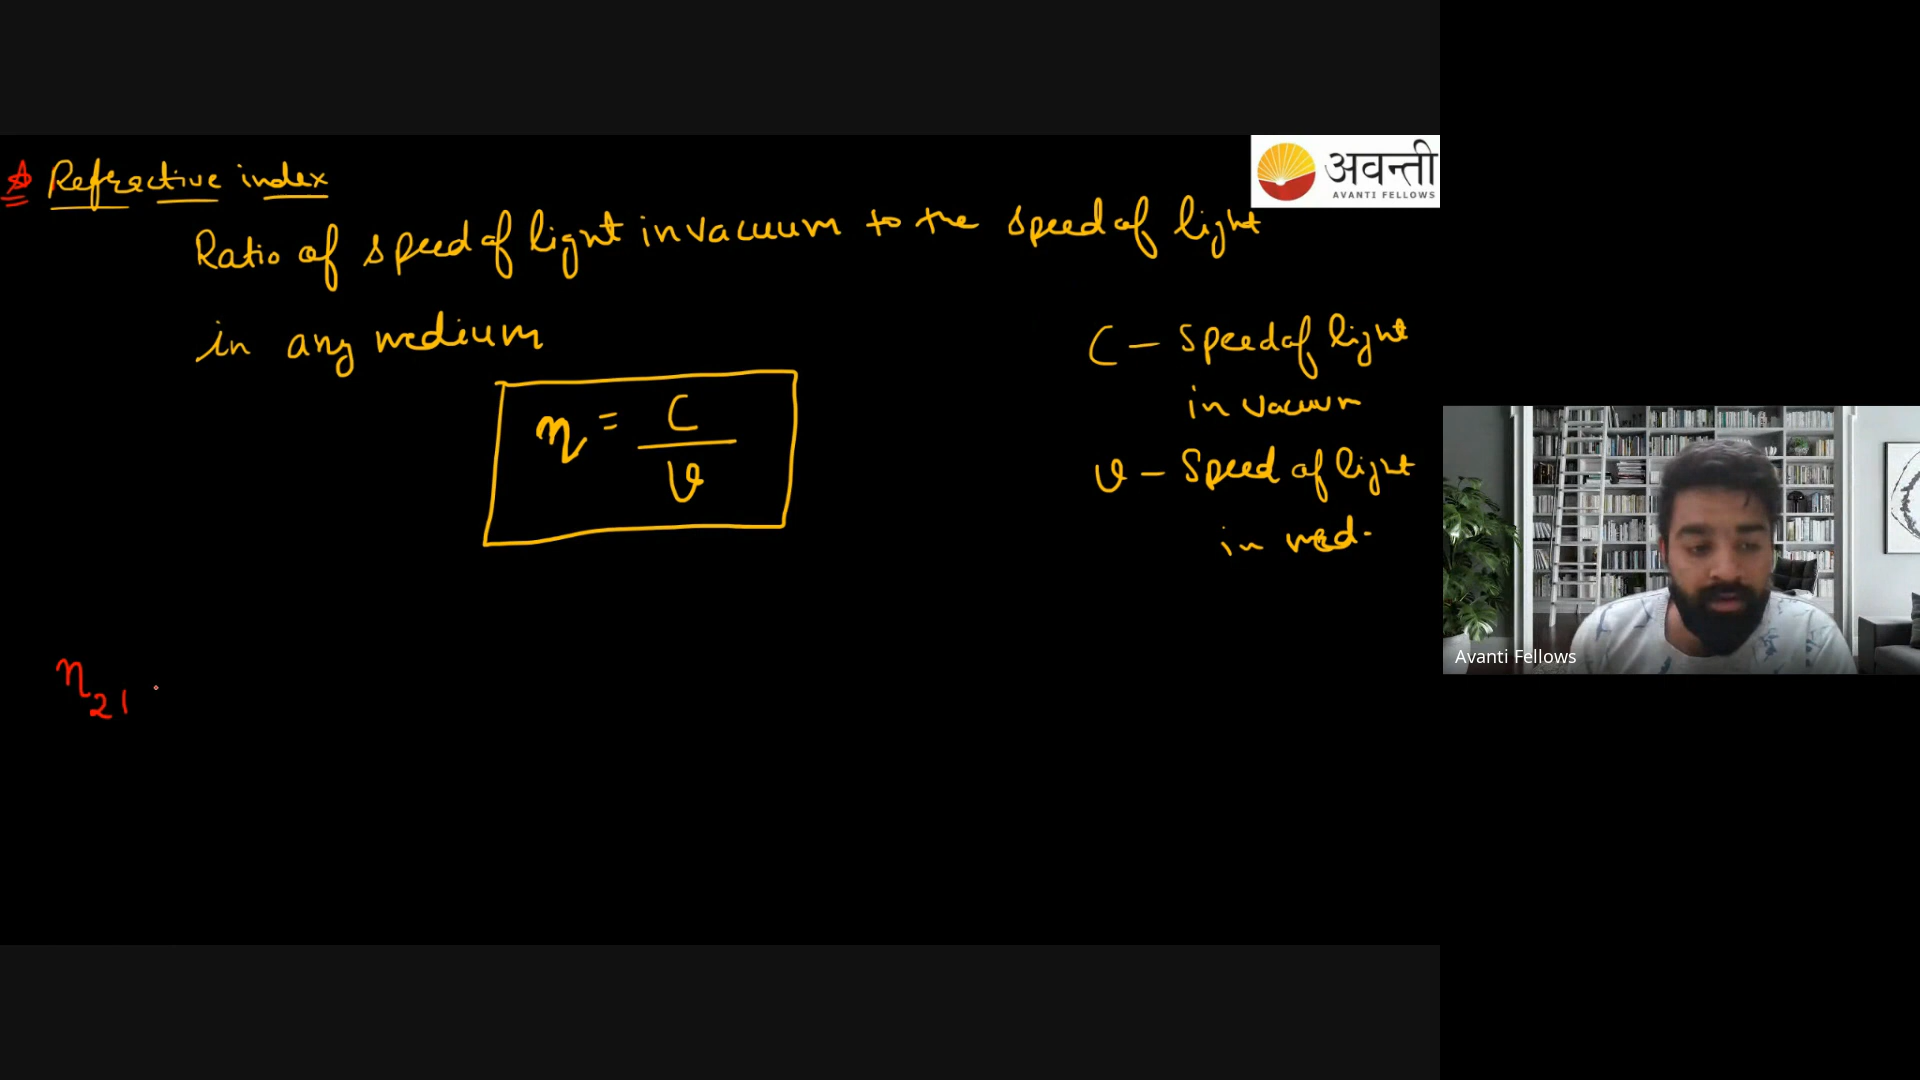 Refractive index
Ratio of speed of light in vacuum to the speed of light
in any medium
η = C
v
C - Speed of light
in vacuum
v - Speed of light
in med.
η21
अवन्ती
AVANTI FELLOWS
Avanti Fellows